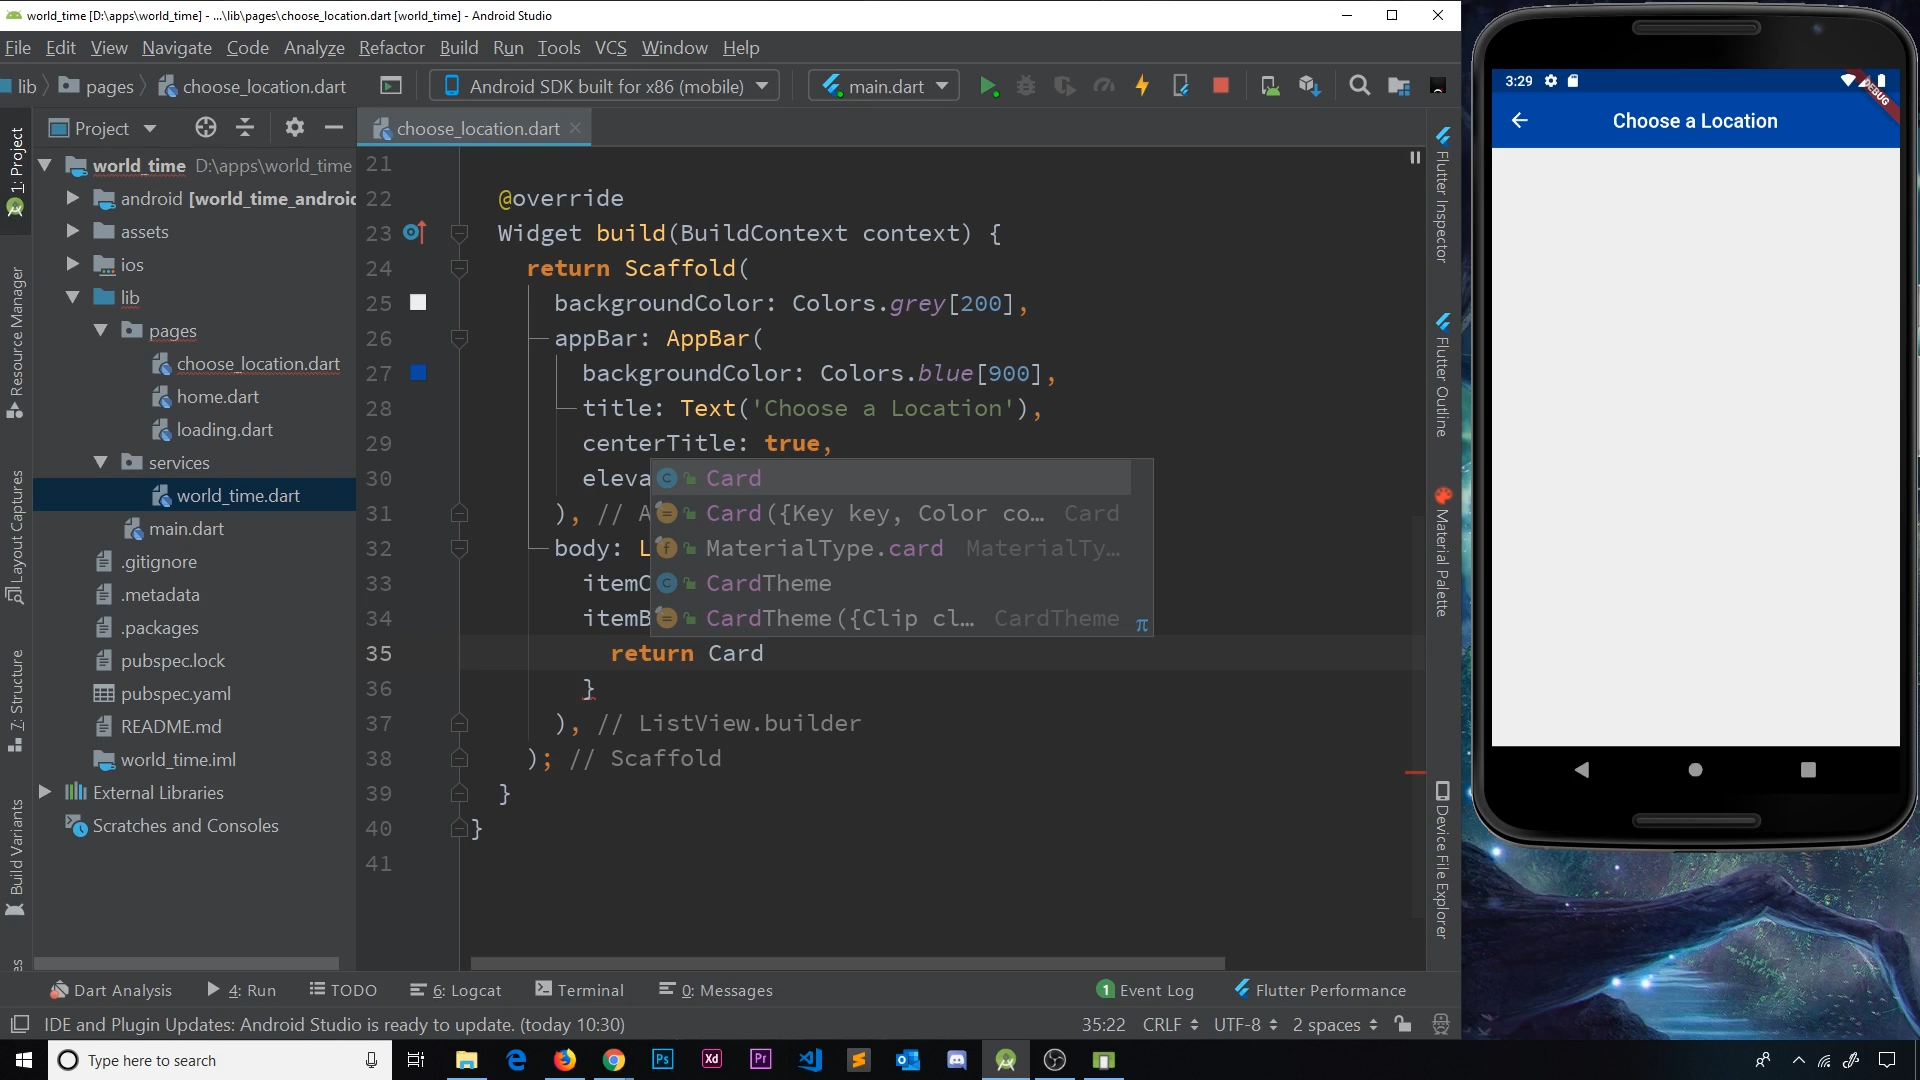 world_time [D:\apps\world_time] - ...\lib\pages\choose_location.dart [world_time] - Android Studio
File Edit View Navigate Code Analyze Refactor Build Run Tools VCS Window Help
lib pages choose_location.dart Android SDK built for x86 (mobile) main.dart
Project
choose_location.dart
world_time D:\apps\world_time
android [world_time_androic
assets
ios
lib
pages
choose_location.dart
home.dart
loading.dart
services
world_time.dart
main.dart
.gitignore
.metadata
.packages
pubspec.lock
pubspec.yaml
README.md
world_time.iml
External Libraries
Scratches and Consoles
1: Project
Resource Manager
Layout Captures
7: Structure
Build Variants
es
21
22 @override
23 Widget build(BuildContext context) {
24 return Scaffold(
25 backgroundColor: Colors.grey[200],
26 appBar: AppBar(
27 backgroundColor: Colors.blue[900],
28 title: Text('Choose a Location'),
29 centerTitle: true,
30 eleva
31 ), // A
32 body: L
33 itemC
34 itemB
35 return Card
36 }
37 ), // ListView.builder
38 ); // Scaffold
39 }
40 }
41
Card
Card({Key key, Color co... Card
MaterialType.card MaterialTy...
CardTheme
CardTheme({Clip cl... CardTheme
π
Flutter Inspector
Flutter Outline
Material Palette
Device File Explorer
3:29
DEBUG
Choose a Location
Dart Analysis 4: Run TODO 6: Logcat Terminal 0: Messages 1 Event Log Flutter Performance
IDE and Plugin Updates: Android Studio is ready to update. (today 10:30) 35:22 CRLF UTF-8 2 spaces
Type here to search
Ps
Xd
Pr